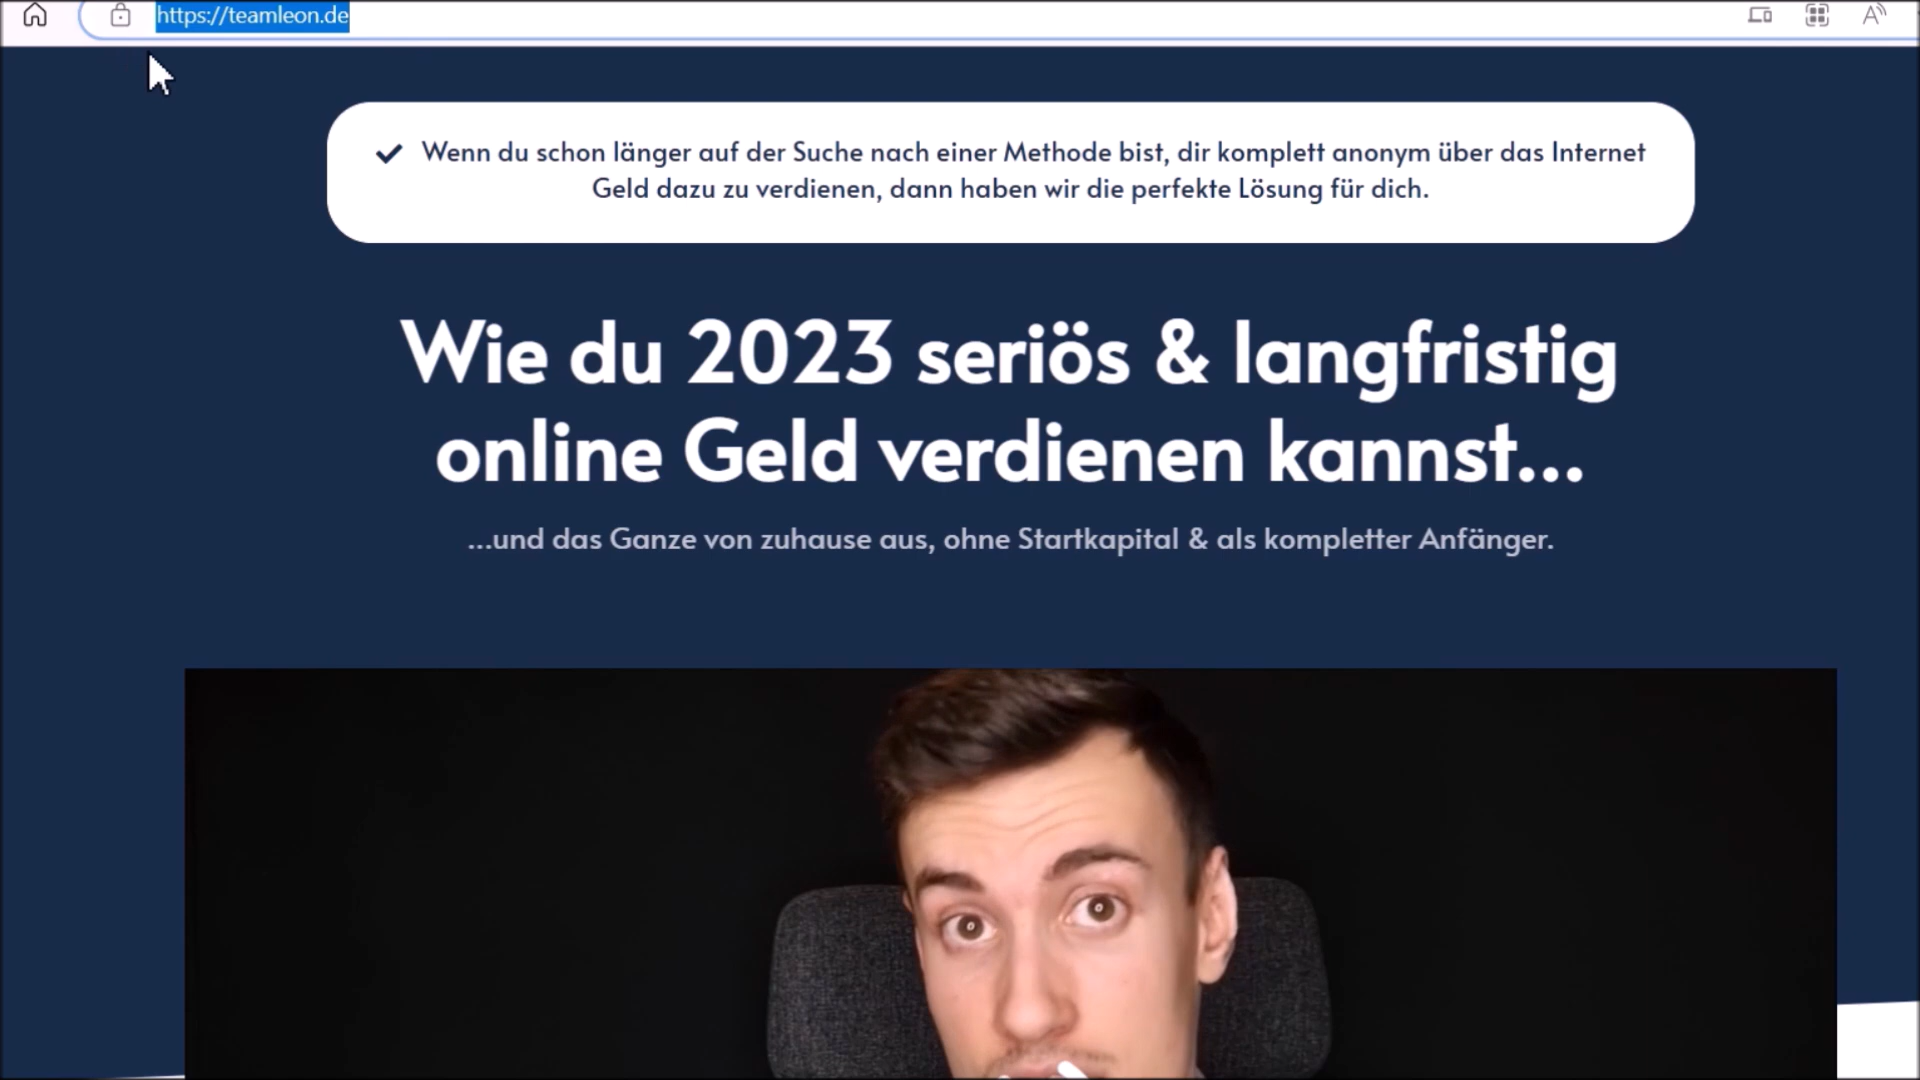 https://teamleon.de
Wenn du schon länger auf der Suche nach einer Methode bist, dir komplett anonym über das Internet
Geld dazu zu verdienen, dann haben wir die perfekte Lösung für dich.
Wie du 2023 seriös & langfristig
online Geld verdienen kannst...
...und das Ganze von zuhause aus, ohne Startkapital & als kompletter Anfänger.